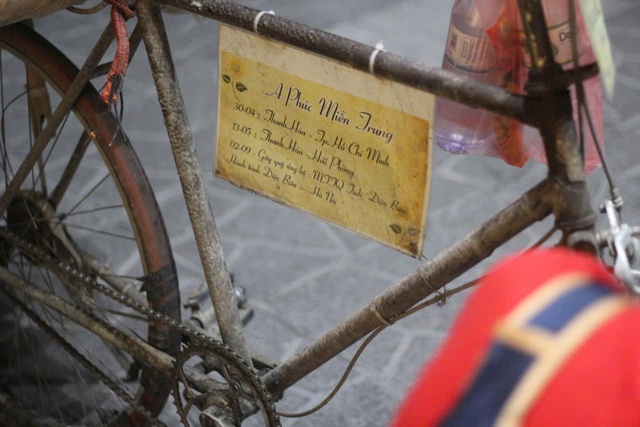 A Phúc Miền Trung
30-04 : Thanh Hóa - Tp. Hồ Chí Minh
13-05 : Thanh Hóa - Hải Phòng
02-09 : Gây quỹ ủng hộ : MTTQ Tỉnh Điện Biên
Hành trình Điện Biên - Hà Nội